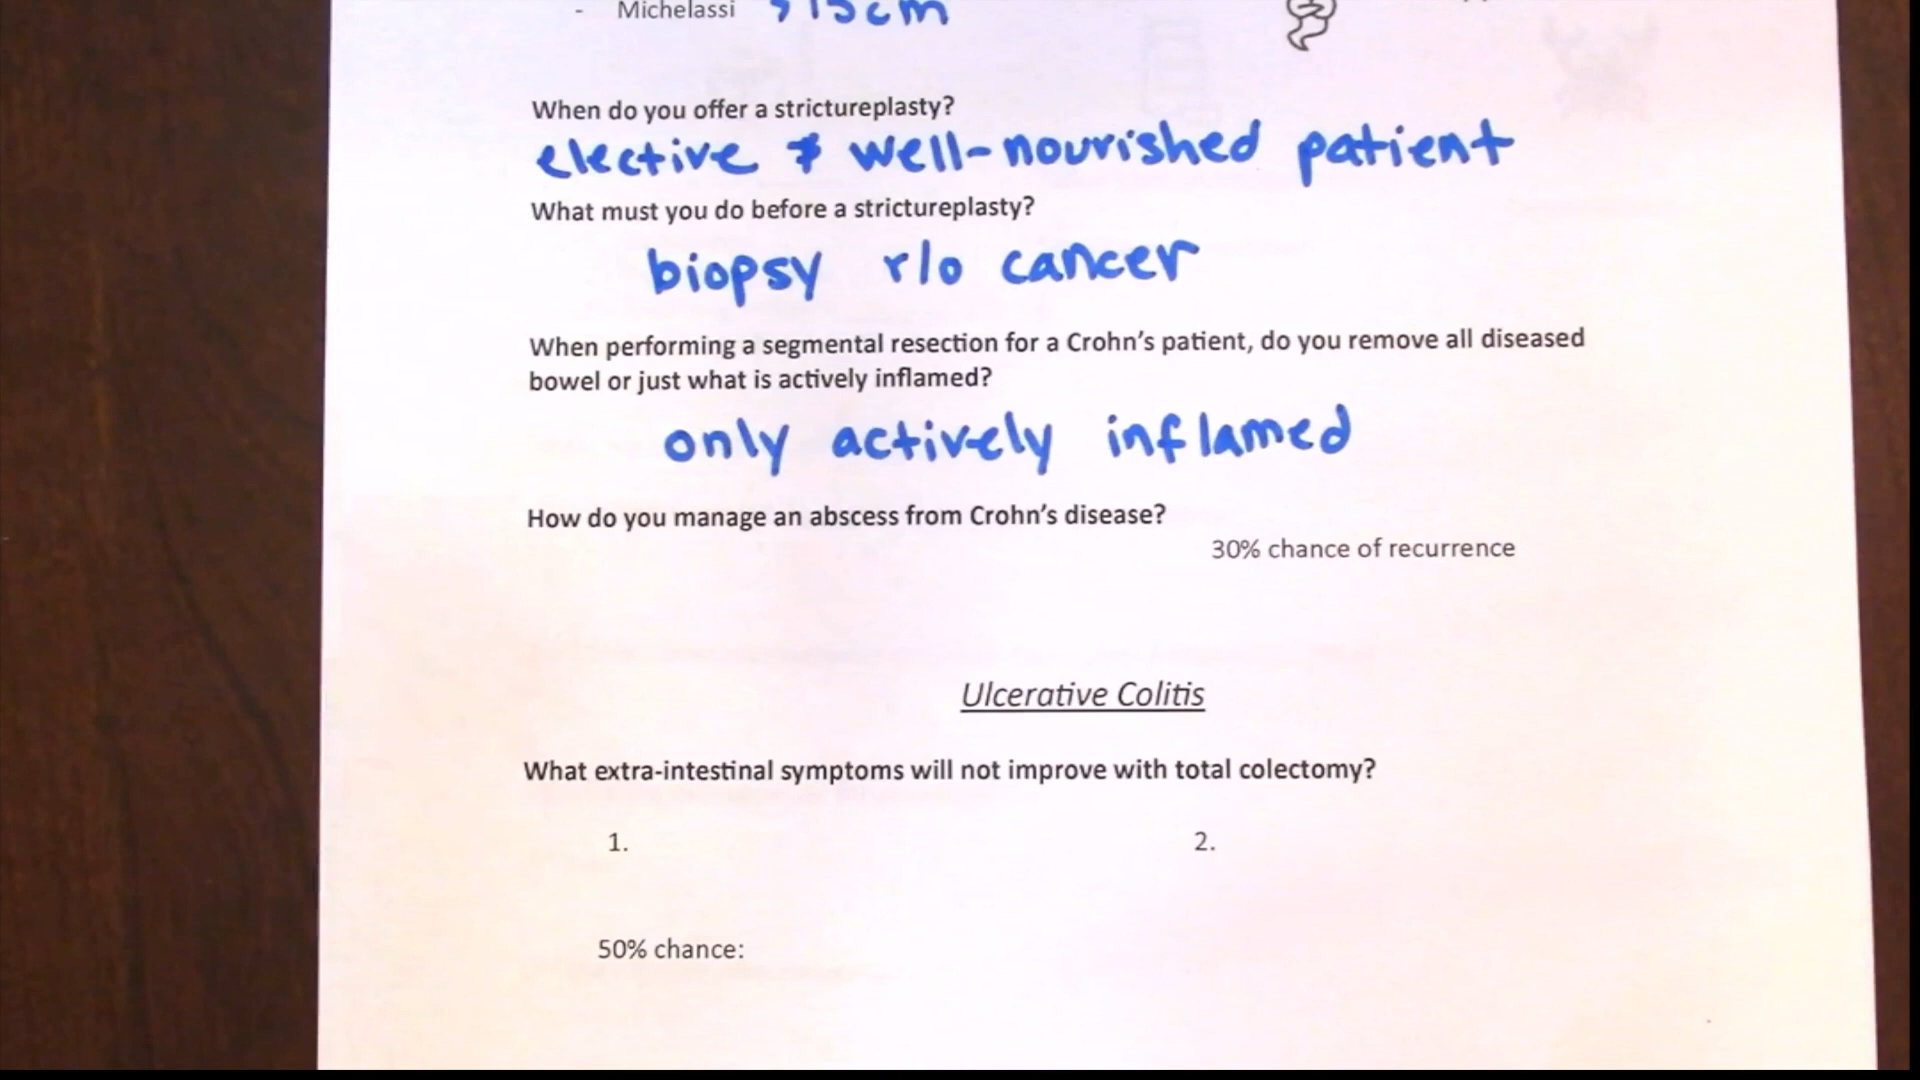 - Michelassi >15cm
When do you offer a strictureplasty?
elective & well-nourished patient
What must you do before a strictureplasty?
biopsy r/o cancer
When performing a segmental resection for a Crohn's patient, do you remove all diseased
bowel or just what is actively inflamed?
only actively inflamed
How do you manage an abscess from Crohn's disease?
30% chance of recurrence
Ulcerative Colitis
What extra-intestinal symptoms will not improve with total colectomy?
1. 2.
50% chance: